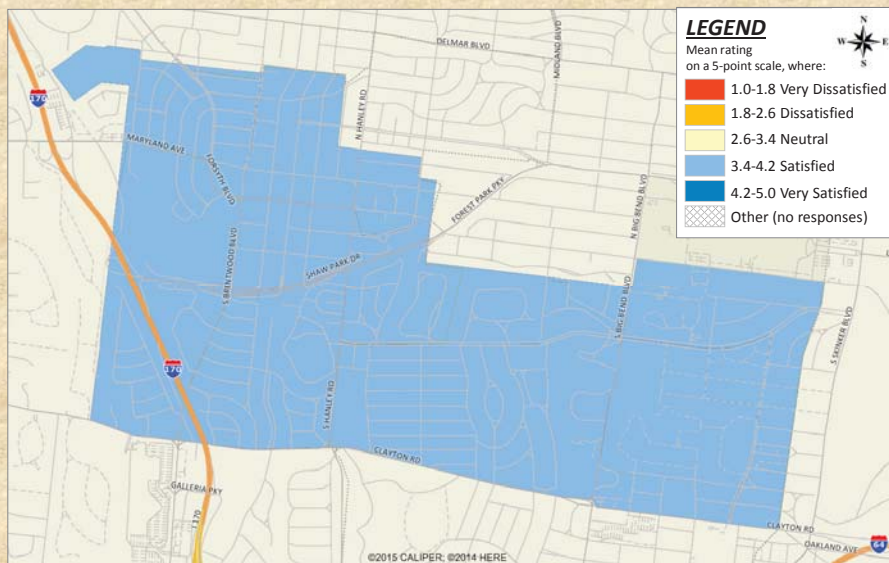 LEGEND
Mean rating
on a 5-point scale, where:
1.0-1.8 Very Dissatisfied
1.8-2.6 Dissatisfied
2.6-3.4 Neutral
3.4-4.2 Satisfied
4.2-5.0 Very Satisfied
Other (no responses)
N
W E
S
DELMAR BLVD
MIDLAND BLVD
170
N HANLEY RD
MARYLAND AVE
FORSYTH BLVD
FOREST PARK PKY
N BIG BEND BLVD
S BRENTWOOD BLVD
SHAW PARK DR
S BIG BEND BLVD
S SKINKER BLVD
170
S HANLEY RD
CLAYTON RD
GALLERIA PKY
I 170
CLAYTON RD
OAKLAND AVE
64
©2015 CALIPER; ©2014 HERE